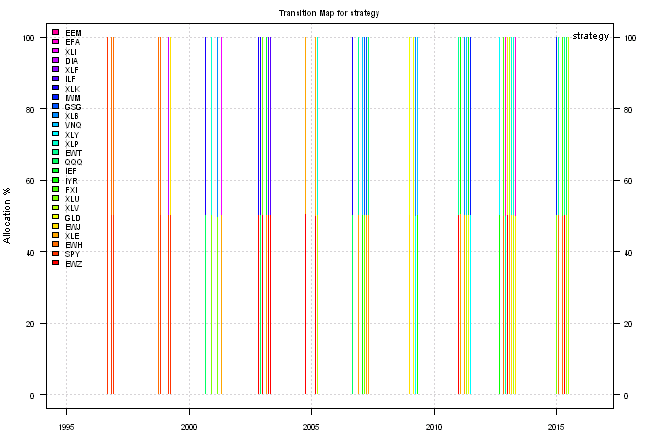 Transition Map for strategy
strategy
Allocation %
100
80
60
40
20
0
100
80
60
40
20
0
EEM
EFA
XLI
DIA
XLF
ILF
XLK
IWM
GSG
XLB
VNQ
XLY
XLP
EWT
QQQ
IEF
IYR
FXI
XLU
XLV
GLD
EWJ
XLE
EWH
SPY
EWZ
1995
2000
2005
2010
2015